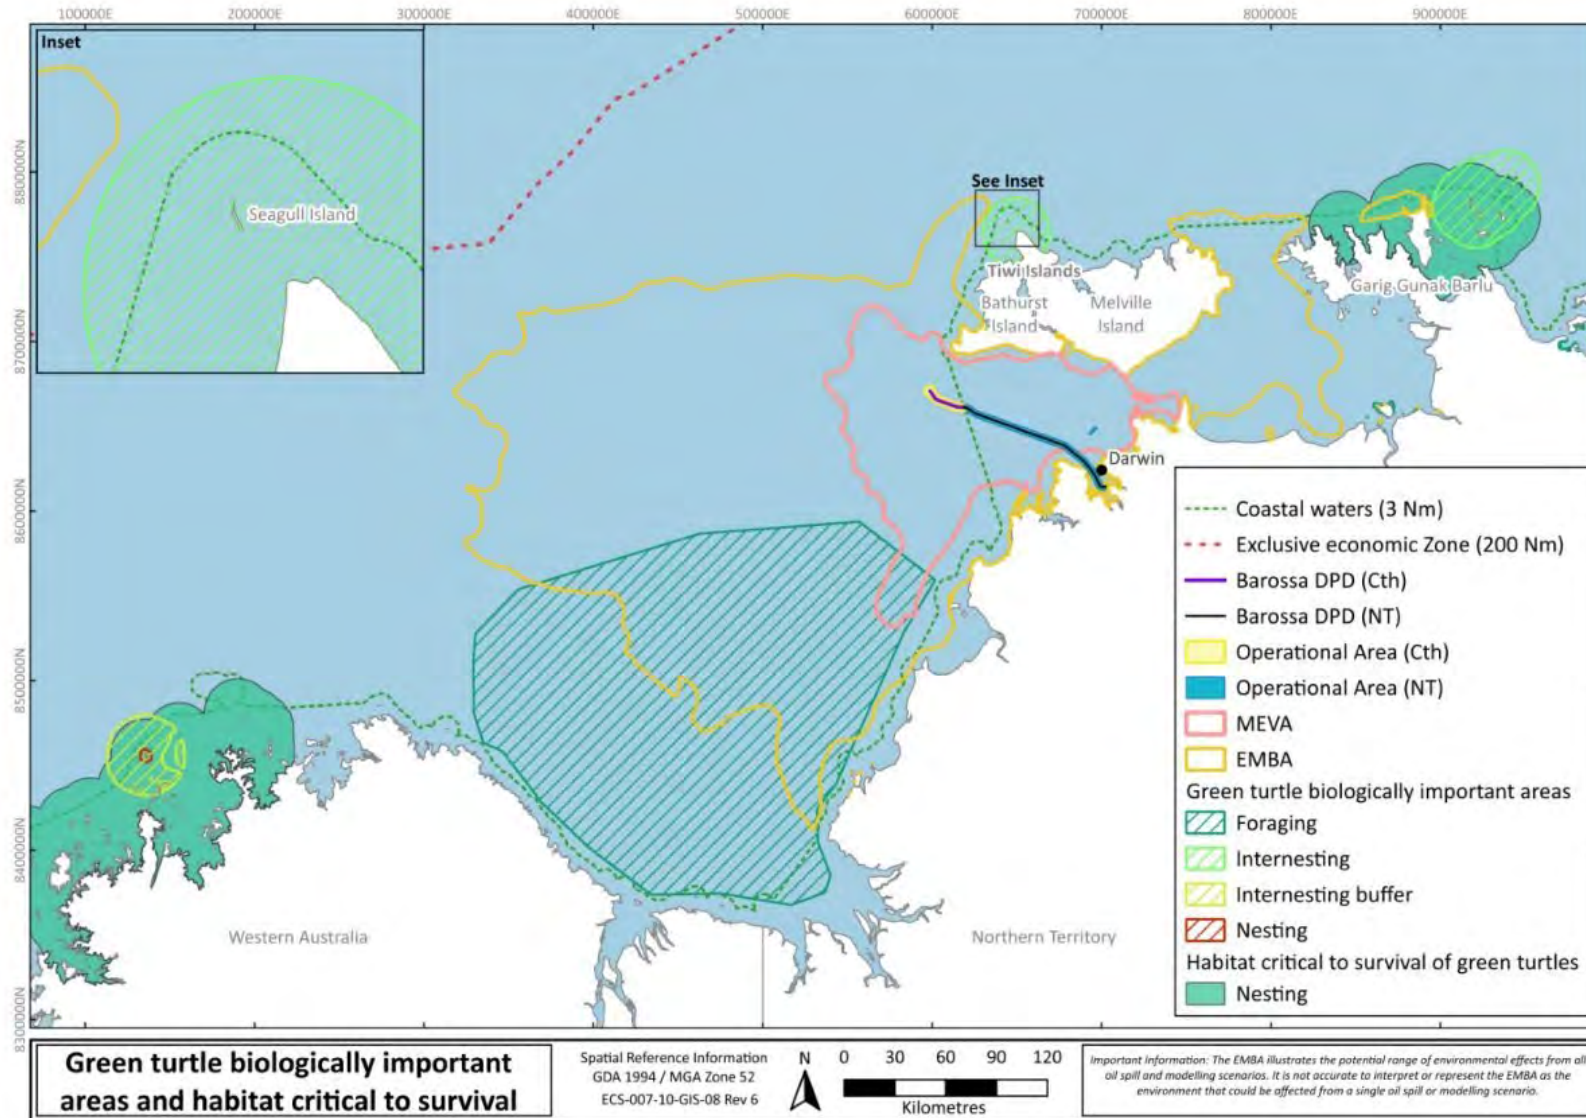 100000E 200000E 300000E 400000E 500000E 600000E 700000E 800000E 900000E
Inset
Seagull Island
8800000N
See Inset
Tiwi Islands
Bathurst
Island
Melville
Island
Garig Gunak Barlu
8700000N
Darwin
8600000N
8500000N
8400000N
8300000N
Western Australia
Northern Territory
Coastal waters (3 Nm)
Exclusive economic Zone (200 Nm)
Barossa DPD (Cth)
Barossa DPD (NT)
Operational Area (Cth)
Operational Area (NT)
MEVA
EMBA
Green turtle biologically important areas
Foraging
Internesting
Internesting buffer
Nesting
Habitat critical to survival of green turtles
Nesting
Green turtle biologically important
areas and habitat critical to survival
Spatial Reference Information
GDA 1994 / MGA Zone 52
ECS-007-10-GIS-08 Rev 6
N
0 30 60 90 120
Kilometres
Important Information: The EMBA illustrates the potential range of environmental effects from all
oil spill and modelling scenarios. It is not accurate to interpret or represent the EMBA as the
environment that could be affected from a single oil spill or modelling scenario.